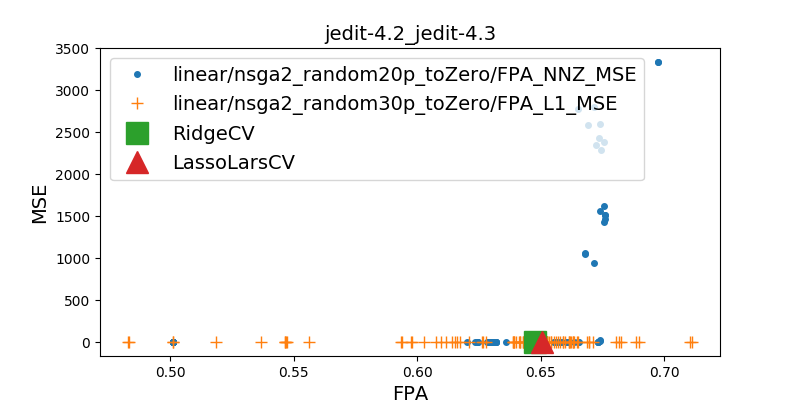 jedit-4.2_jedit-4.3
3500
3000
2500
2000
1500
1000
500
0
MSE
linear/nsga2_random20p_toZero/FPA_NNZ_MSE
linear/nsga2_random30p_toZero/FPA_L1_MSE
RidgeCV
LassoLarsCV
0.50 0.55 0.60 0.65 0.70
FPA